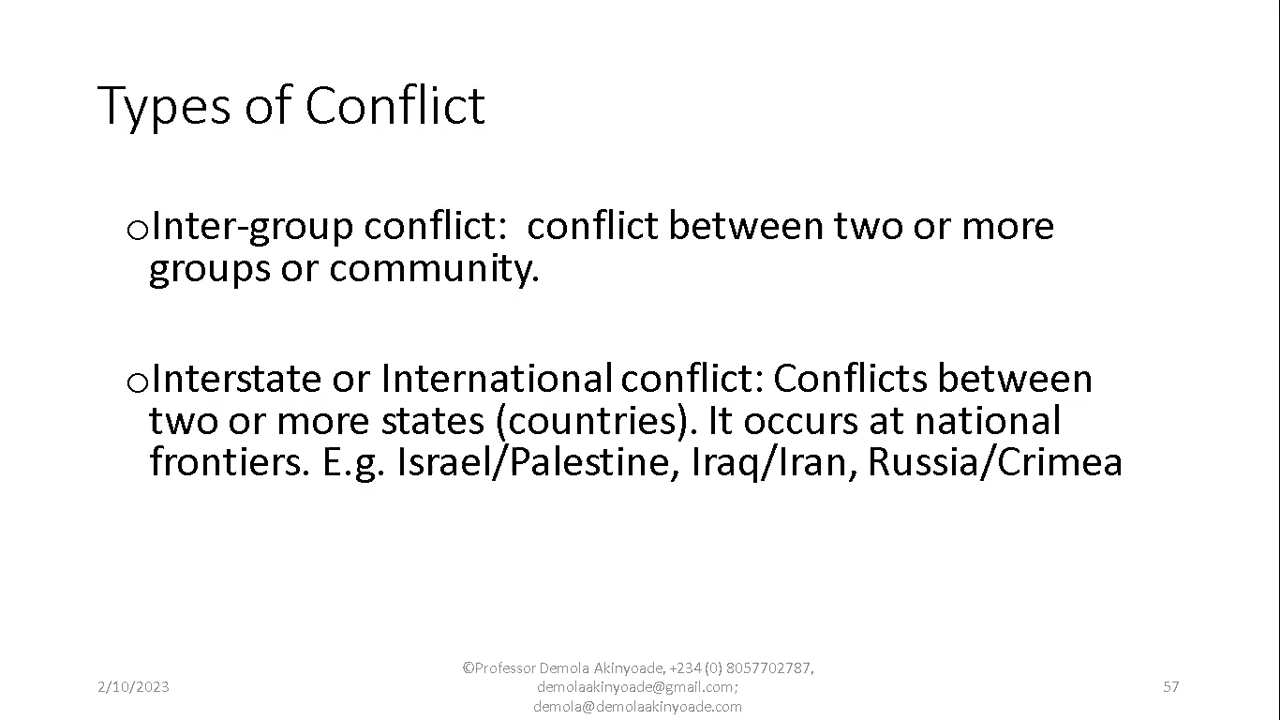 Types of Conflict
oInter-group conflict:  conflict between two or more
groups or community.
oInterstate or International conflict: Conflicts between
two or more states (countries). It occurs at national
frontiers. E.g. Israel/Palestine, Iraq/Iran, Russia/Crimea
2/10/2023
©Professor Demola Akinyoade, +234 (0) 8057702787,
demolaakinyoade@gmail.com;
demola@demolaakinyoade.com
57